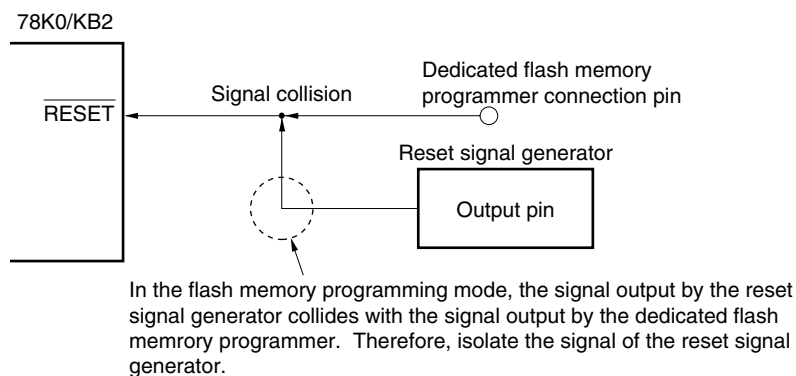 78K0/KB2
Dedicated flash memory
programmer connection pin
Signal collision
RESET
Reset signal generator
Output pin
In the flash memory programming mode, the signal output by the reset
signal generator collides with the signal output by the dedicated flash
memrory programmer.  Therefore, isolate the signal of the reset signal
generator.